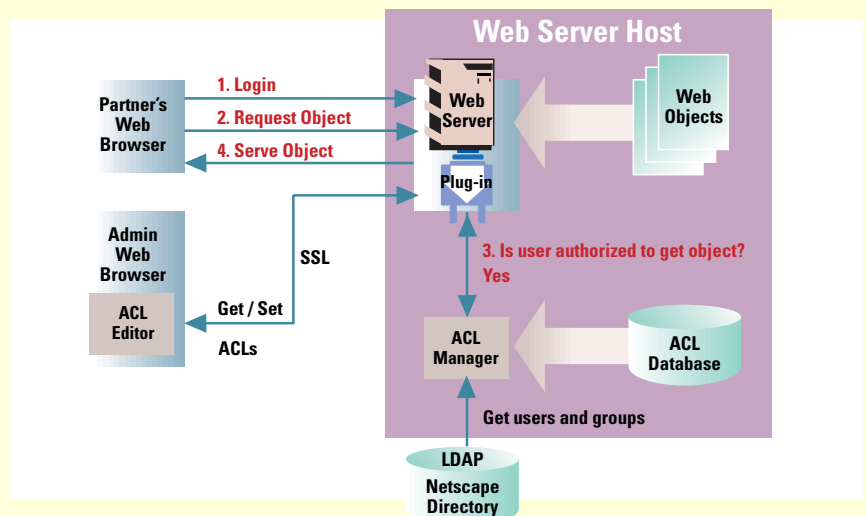 Web Server Host
1. Login
2. Request Object
4. Serve Object
Partner's
Web
Browser
Web
Server
Plug-in
Web
Objects
Admin
Web
Browser
ACL
Editor
SSL
Get / Set
ACLs
3. Is user authorized to get object?
Yes
ACL
Manager
ACL
Database
Get users and groups
LDAP
Netscape
Directory